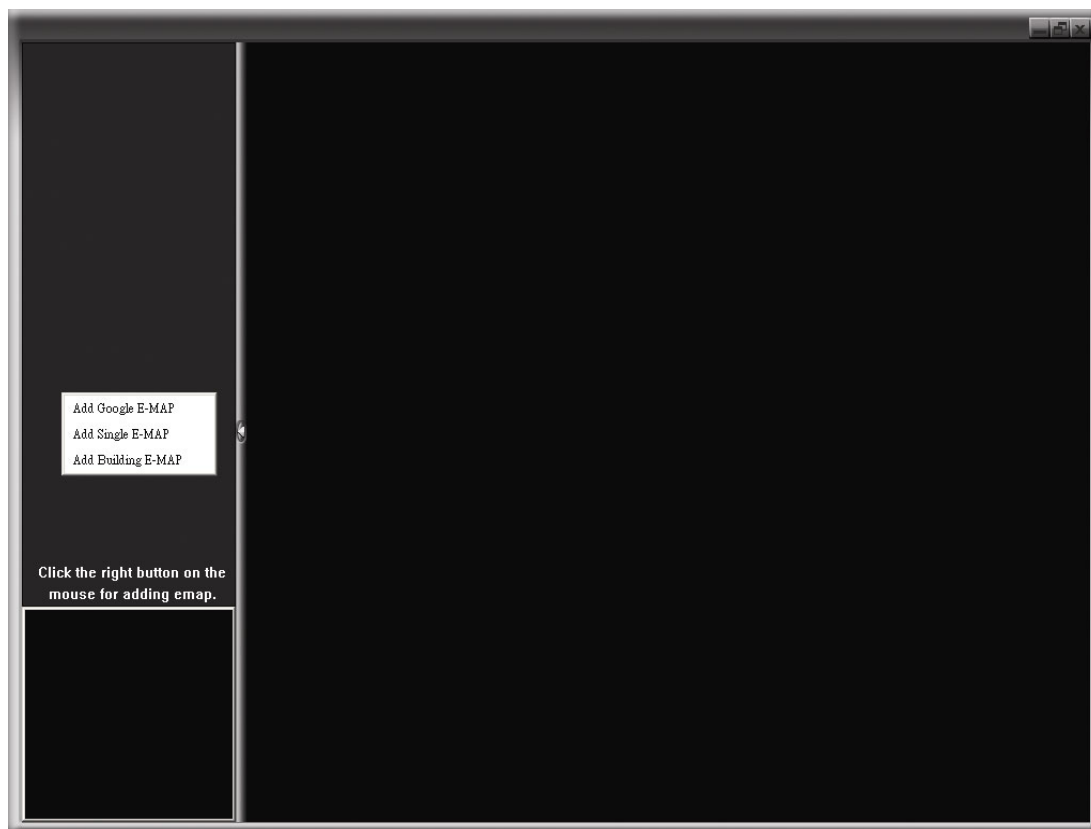 Add Google E-MAP
Add Single E-MAP
Add Building E-MAP
Click the right button on the
mouse for adding emap.